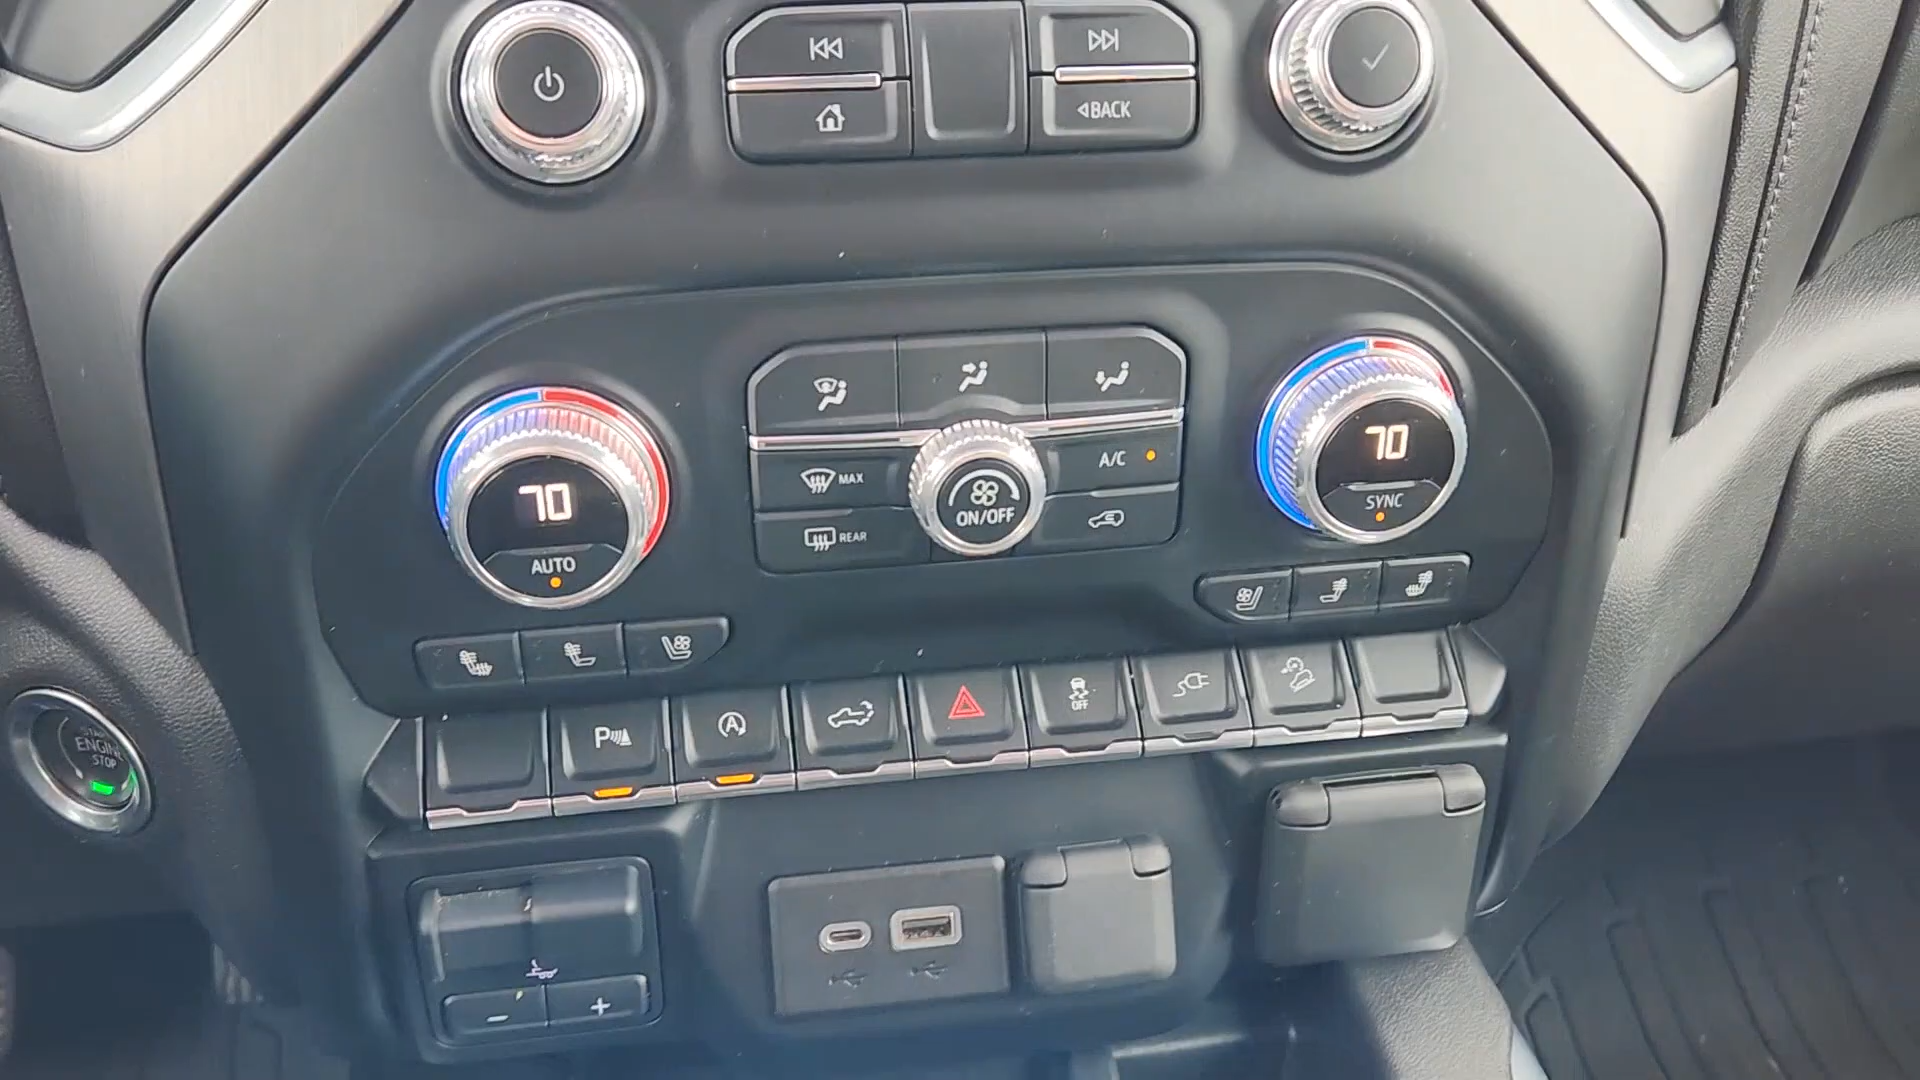 BACK
70
A/C
MAX
ON/OFF
REAR
70
SYNC
AUTO
P
A
OFF
ENGINE
STOP
- +